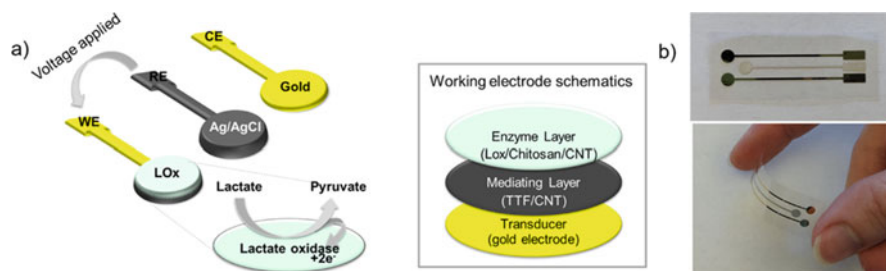 a)
Voltage applied
CE
Gold
RE
Ag/AgCl
WE
LOx
Lactate
Pyruvate
Lactate oxidase
+2e-
Working electrode schematics
Enzyme Layer
(Lox/Chitosan/CNT)
Mediating Layer
(TTF/CNT)
Transducer
(gold electrode)
b)